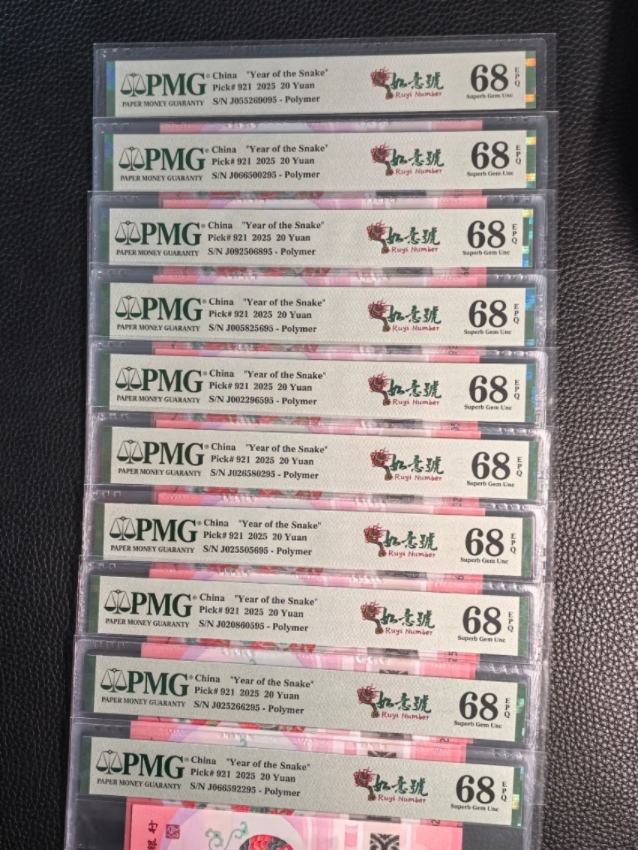 PMG
PAPER MONEY GUARANTY
China "Year of the Snake"
Pick# 921 2025 20 Yuan
S/N J055269095 - Polymer
如意號
Ruyi Number
68
EPQ
Superb Gem Unc
PMG
PAPER MONEY GUARANTY
China "Year of the Snake"
Pick# 921 2025 20 Yuan
S/N J066500295 - Polymer
如意號
Ruyi Number
68
EPQ
Superb Gem Unc
PMG
PAPER MONEY GUARANTY
China "Year of the Snake"
Pick# 921 2025 20 Yuan
S/N J092506895 - Polymer
如意號
Ruyi Number
68
EPQ
Superb Gem Unc
PMG
PAPER MONEY GUARANTY
China "Year of the Snake"
Pick# 921 2025 20 Yuan
S/N J005825695 - Polymer
如意號
Ruyi Number
68
EPQ
Superb Gem Unc
PMG
PAPER MONEY GUARANTY
China "Year of the Snake"
Pick# 921 2025 20 Yuan
S/N J002296595 - Polymer
如意號
Ruyi Number
68
EPQ
Superb Gem Unc
PMG
PAPER MONEY GUARANTY
China "Year of the Snake"
Pick# 921 2025 20 Yuan
S/N J026580295 - Polymer
如意號
Ruyi Number
68
EPQ
Superb Gem Unc
PMG
PAPER MONEY GUARANTY
China "Year of the Snake"
Pick# 921 2025 20 Yuan
S/N J025505695 - Polymer
如意號
Ruyi Number
68
EPQ
Superb Gem Unc
PMG
PAPER MONEY GUARANTY
China "Year of the Snake"
Pick# 921 2025 20 Yuan
S/N J020860595 - Polymer
如意號
Ruyi Number
68
EPQ
Superb Gem Unc
PMG
PAPER MONEY GUARANTY
China "Year of the Snake"
Pick# 921 2025 20 Yuan
S/N J025266295 - Polymer
如意號
Ruyi Number
68
EPQ
Superb Gem Unc
PMG
PAPER MONEY GUARANTY
China "Year of the Snake"
Pick# 921 2025 20 Yuan
S/N J066592295 - Polymer
如意號
Ruyi Number
68
EPQ
Superb Gem Unc
银行